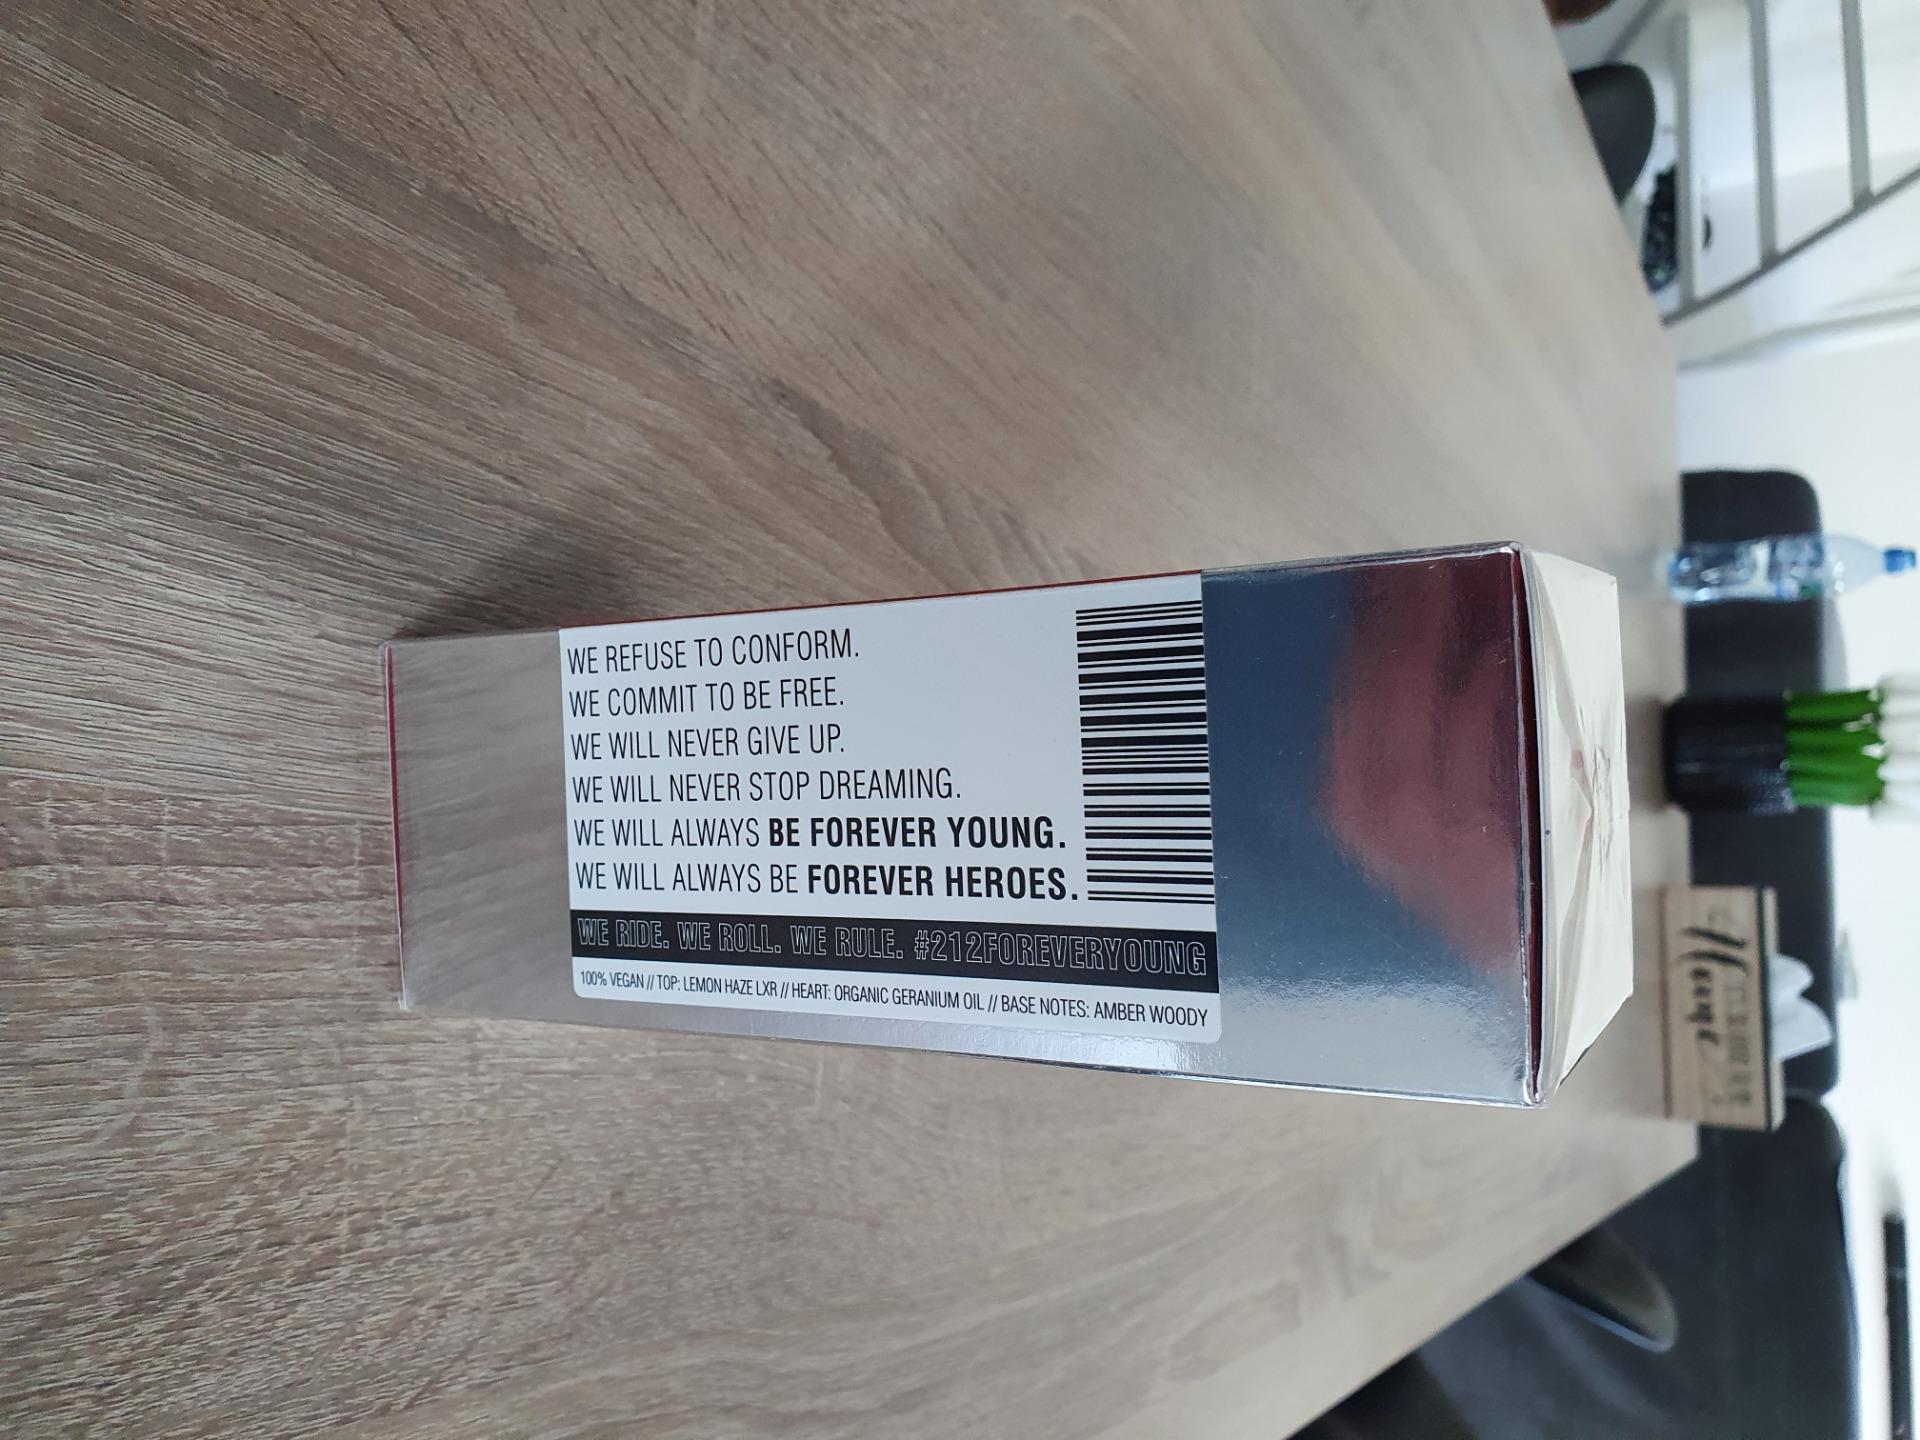 WE REFUSE TO CONFORM.
WE COMMIT TO BE FREE.
WE WILL NEVER GIVE UP.
WE WILL NEVER STOP DREAMING.
WE WILL ALWAYS BE FOREVER YOUNG.
WE WILL ALWAYS BE FOREVER HEROES.
WE RIDE. WE ROLL. WE RULE. #212FOREVERYOUNG
100% VEGAN // TOP: LEMON HAZE LXR // HEART: ORGANIC GERANIUM OIL // BASE NOTES: AMBER WOODY